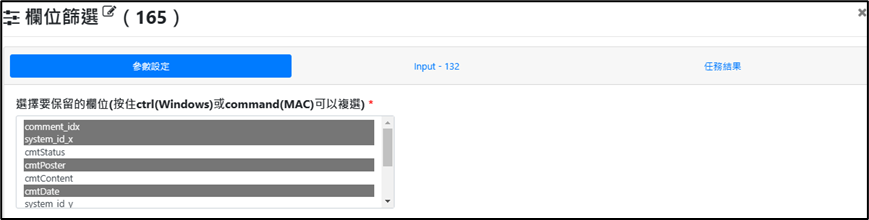 欄位篩選 ( 165 )
參數設定 Input - 132 任務結果
選擇要保留的欄位(按住ctrl(Windows)或command(MAC)可以複選) *
comment_idx
system_id_x
cmtStatus
cmtPoster
cmtContent
cmtDate
system_id_y